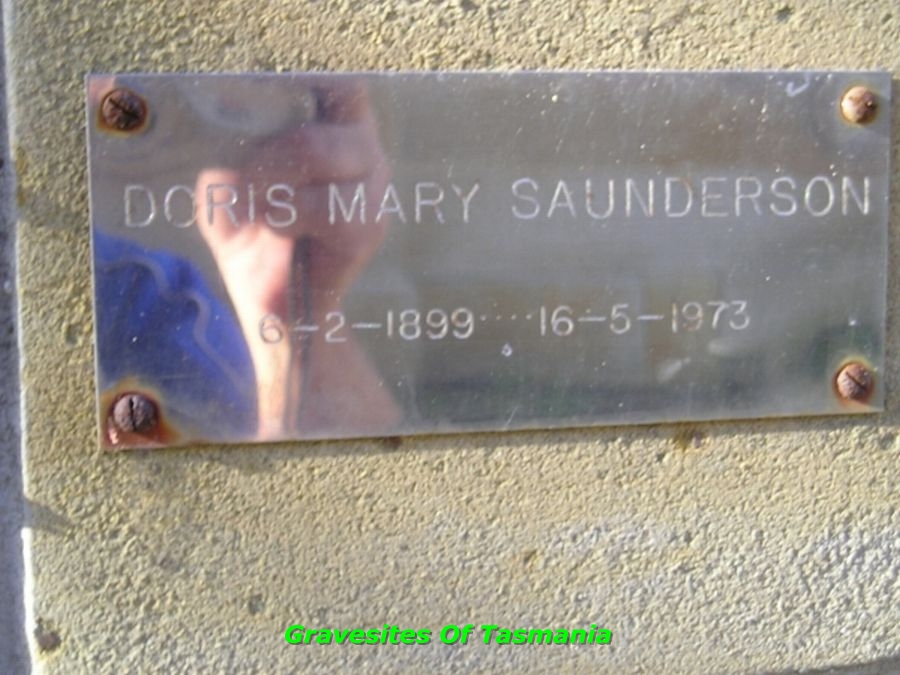 DORIS MARY SAUNDERSON
6-2-1899 .... 16-5-1973
Gravesites Of Tasmania